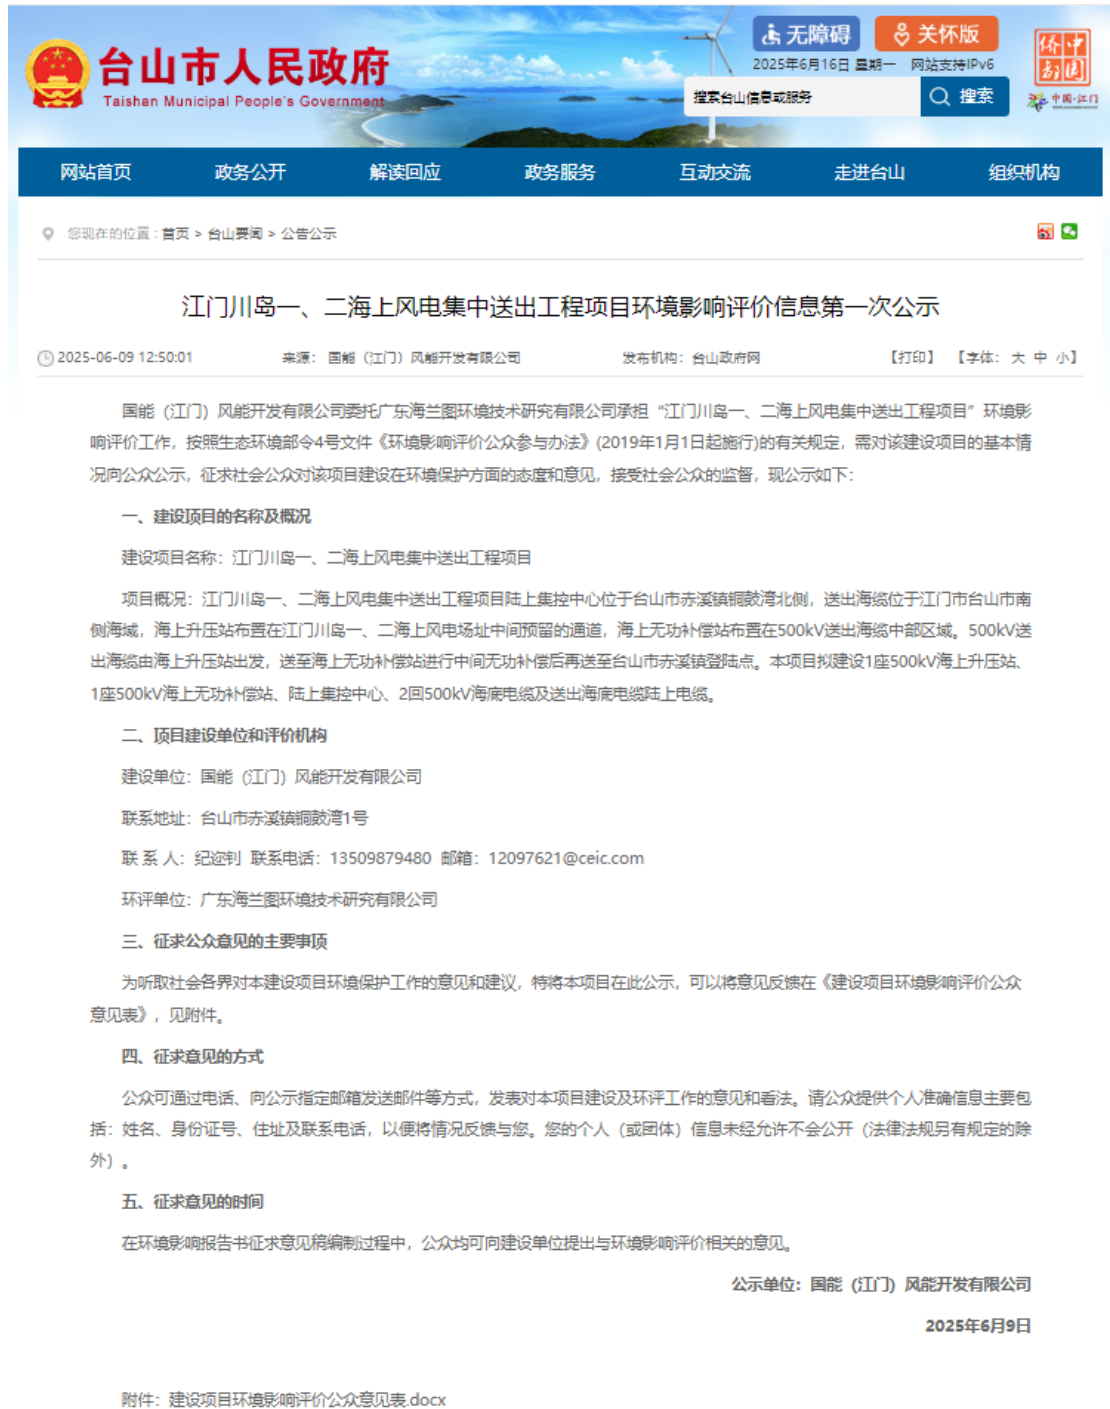 台山市人民政府
Taishan Municipal People's Government
无障碍
关怀版
2025年6月16日 星期一 网站支持IPv6
搜索台山信息或服务
搜索
侨都
中国
中国·江门
网站首页 政务公开 解读回应 政务服务 互动交流 走进台山 组织机构
您现在的位置：首页 > 台山要闻 > 公告公示
江门川岛一、二海上风电集中送出工程项目环境影响评价信息第一次公示
2025-06-09 12:50:01 来源：国能（江门）风能开发有限公司 发布机构：台山政府网 【打印】 【字体：大 中 小】
国能（江门）风能开发有限公司委托广东海兰图环境技术研究有限公司承担“江门川岛一、二海上风电集中送出工程项目”环境影
响评价工作，按照生态环境部令4号文件《环境影响评价公众参与办法》(2019年1月1日起施行)的有关规定，需对该建设项目的基本情
况向公众公示，征求社会公众对该项目建设在环境保护方面的态度和意见，接受社会公众的监督，现公示如下：
一、建设项目的名称及概况
建设项目名称：江门川岛一、二海上风电集中送出工程项目
项目概况：江门川岛一、二海上风电集中送出工程项目陆上集控中心位于台山市赤溪镇铜鼓湾北侧，送出海缆位于江门市台山市南
侧海域，海上升压站布置在江门川岛一、二海上风电场址中间预留的通道，海上无功补偿站布置在500kV送出海缆中部区域。500kV送
出海缆由海上升压站出发，送至海上无功补偿站进行中间无功补偿后再送至台山市赤溪镇登陆点。本项目拟建设1座500kV海上升压站、
1座500kV海上无功补偿站、陆上集控中心、2回500kV海底电缆及送出海底电缆陆上电缆。
二、项目建设单位和评价机构
建设单位：国能（江门）风能开发有限公司
联系地址：台山市赤溪镇铜鼓湾1号
联 系 人：纪迩钊 联系电话：13509879480 邮箱：12097621@ceic.com
环评单位：广东海兰图环境技术研究有限公司
三、征求公众意见的主要事项
为听取社会各界对本建设项目环境保护工作的意见和建议，特将本项目在此公示，可以将意见反馈在《建设项目环境影响评价公众
意见表》，见附件。
四、征求意见的方式
公众可通过电话、向公示指定邮箱发送邮件等方式，发表对本项目建设及环评工作的意见和看法。请公众提供个人准确信息主要包
括：姓名、身份证号、住址及联系电话，以便将情况反馈与您。您的个人（或团体）信息未经允许不会公开（法律法规另有规定的除
外）。
五、征求意见的时间
在环境影响报告书征求意见稿编制过程中，公众均可向建设单位提出与环境影响评价相关的意见。
公示单位：国能（江门）风能开发有限公司
2025年6月9日
附件：建设项目环境影响评价公众意见表.docx